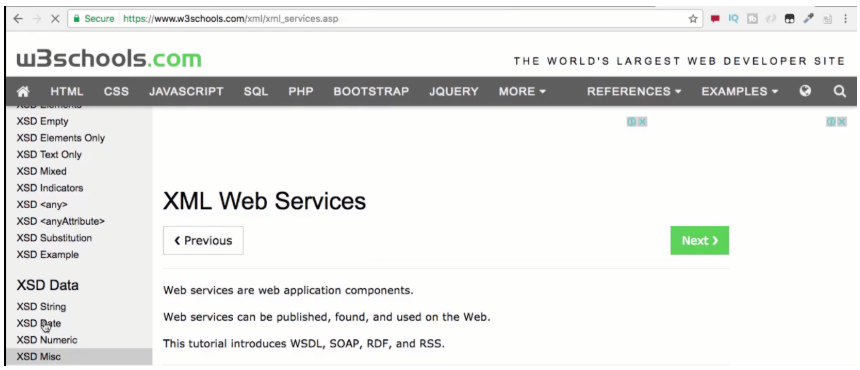 Secure https://www.w3schools.com/xml/xml_services.asp
IQ
w3schools.com
THE WORLD'S LARGEST WEB DEVELOPER SITE
HTML CSS JAVASCRIPT SQL PHP BOOTSTRAP JQUERY MORE REFERENCES EXAMPLES
XSD Elements
XSD Empty
XSD Elements Only
XSD Text Only
XSD Mixed
XSD Indicators
XSD <any>
XSD <anyAttribute>
XSD Substitution
XSD Example
XSD Data
XSD String
XSD Date
XSD Numeric
XSD Misc
XML Web Services
❮ Previous
Next ❯
Web services are web application components.
Web services can be published, found, and used on the Web.
This tutorial introduces WSDL, SOAP, RDF, and RSS.